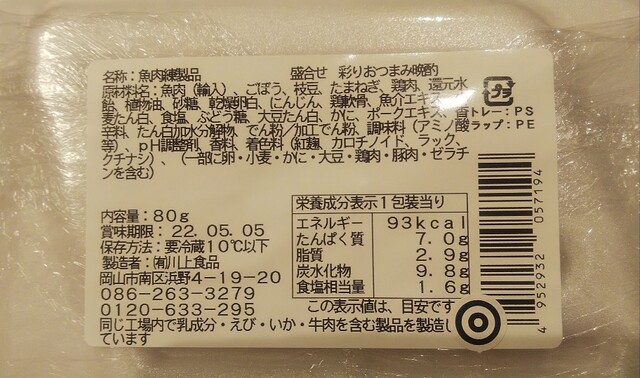 名称:魚肉練製品 盛合せ 彩りおつまみ晩酌
原材料名:魚肉(輸入)、ごぼう、枝豆、たまねぎ、鶏肉、還元水
飴、植物油、砂糖、乾燥卵白、にんじん、鶏軟骨、魚介エキス、
麦たん白、食塩、ぶどう糖、大豆たん白、かに、ポークエキス、香
辛料、たん白加水分解物、でん粉/加工でん粉、調味料(アミノ酸
等)、pH調整剤、香料、着色料(紅麹、カロチノイド、ラック、
クチナシ)、(一部に卵・小麦・かに・大豆・鶏肉・豚肉・ゼラチ
ンを含む)
プラ
トレー:PS
ラップ:PE
内容量:80g
賞味期限:22.05.05
保存方法:要冷蔵10℃以下
製造者:㈲川上食品
岡山市南区浜野4-19-20
086-263-3279
0120-633-295
栄養成分表示1包装当り
エネルギー 93kcal
たんぱく質 7.0g
脂質 2.9g
炭水化物 9.8g
食塩相当量 1.6g
この表示値は、目安です
同じ工場内で乳成分・えび・いか・牛肉を含む製品を製造し
ています
4 952932 057194